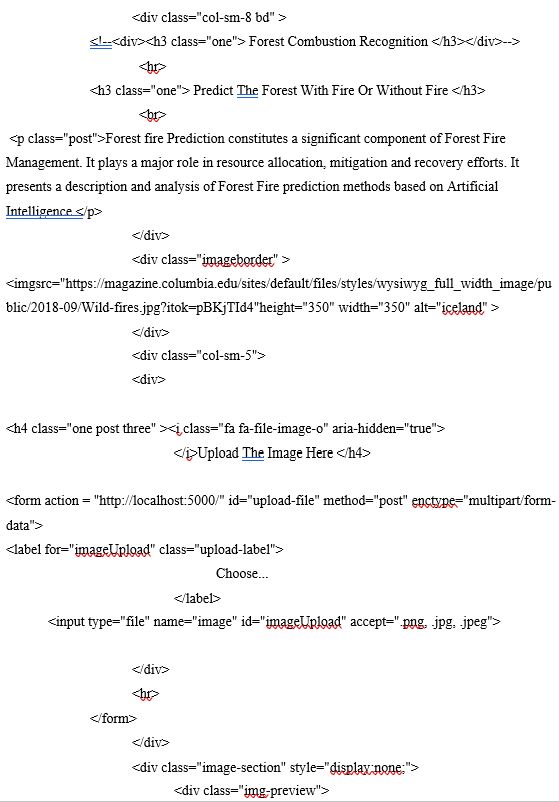 <div class="col-sm-8 bd" >
<!--<div><h3 class="one"> Forest Combustion Recognition </h3></div>-->
<hr>
<h3 class="one"> Predict The Forest With Fire Or Without Fire </h3>
<br>
<p class="post">Forest fire Prediction constitutes a significant component of Forest Fire
Management. It plays a major role in resource allocation, mitigation and recovery efforts. It
presents a description and analysis of Forest Fire prediction methods based on Artificial
Intelligence.</p>
</div>
<div class="imageborder" >
<imgsrc="https://magazine.columbia.edu/sites/default/files/styles/wysiwyg_full_width_image/pu
blic/2018-09/Wild-fires.jpg?itok=pBKjTId4"height="350" width="350" alt="iceland" >
</div>
<div class="col-sm-5">
<div>
<h4 class="one post three" ><i class="fa fa-file-image-o" aria-hidden="true">
</i>Upload The Image Here </h4>
<form action = "http://localhost:5000/" id="upload-file" method="post" enctype="multipart/form-
data">
<label for="imageUpload" class="upload-label">
Choose...
</label>
<input type="file" name="image" id="imageUpload" accept=".png, .jpg, .jpeg">
</div>
<hr>
</form>
</div>
<div class="image-section" style="display:none;">
<div class="img-preview">